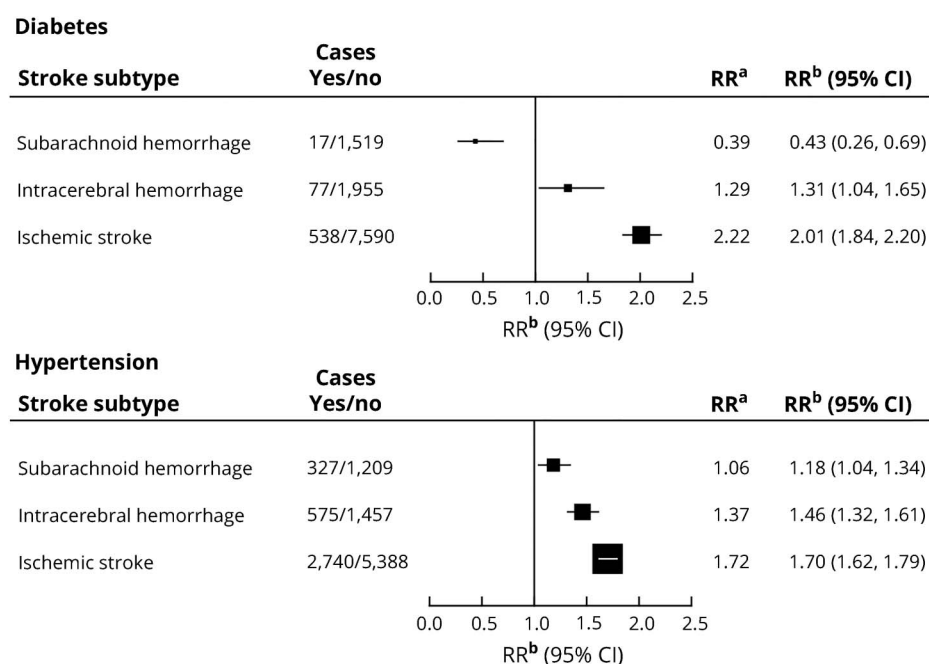 Diabetes
Stroke subtype Cases Yes/no RRᵃ RRᵇ (95% CI)
Subarachnoid hemorrhage 17/1,519 0.39 0.43 (0.26, 0.69)
Intracerebral hemorrhage 77/1,955 1.29 1.31 (1.04, 1.65)
Ischemic stroke 538/7,590 2.22 2.01 (1.84, 2.20)
0.0 0.5 1.0 1.5 2.0 2.5
RRᵇ (95% CI)
Hypertension
Stroke subtype Cases Yes/no RRᵃ RRᵇ (95% CI)
Subarachnoid hemorrhage 327/1,209 1.06 1.18 (1.04, 1.34)
Intracerebral hemorrhage 575/1,457 1.37 1.46 (1.32, 1.61)
Ischemic stroke 2,740/5,388 1.72 1.70 (1.62, 1.79)
0.0 0.5 1.0 1.5 2.0 2.5
RRᵇ (95% CI)